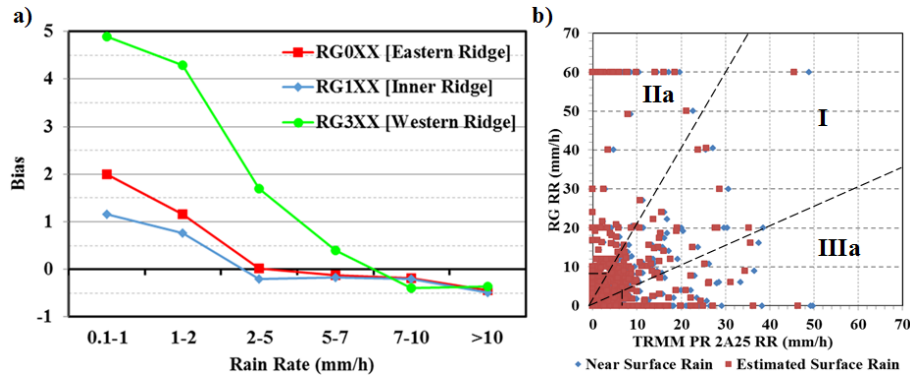 a)
5
4
3
2
1
0
-1
Bias
RG0XX [Eastern Ridge]
RG1XX [Inner Ridge]
RG3XX [Western Ridge]
0.1-1 1-2 2-5 5-7 7-10 >10
Rain Rate (mm/h)
b)
70
60
50
40
30
20
10
0
RG RR (mm/h)
IIa
I
IIIa
0 10 20 30 40 50 60 70
TRMM PR 2A25 RR (mm/h)
Near Surface Rain Estimated Surface Rain